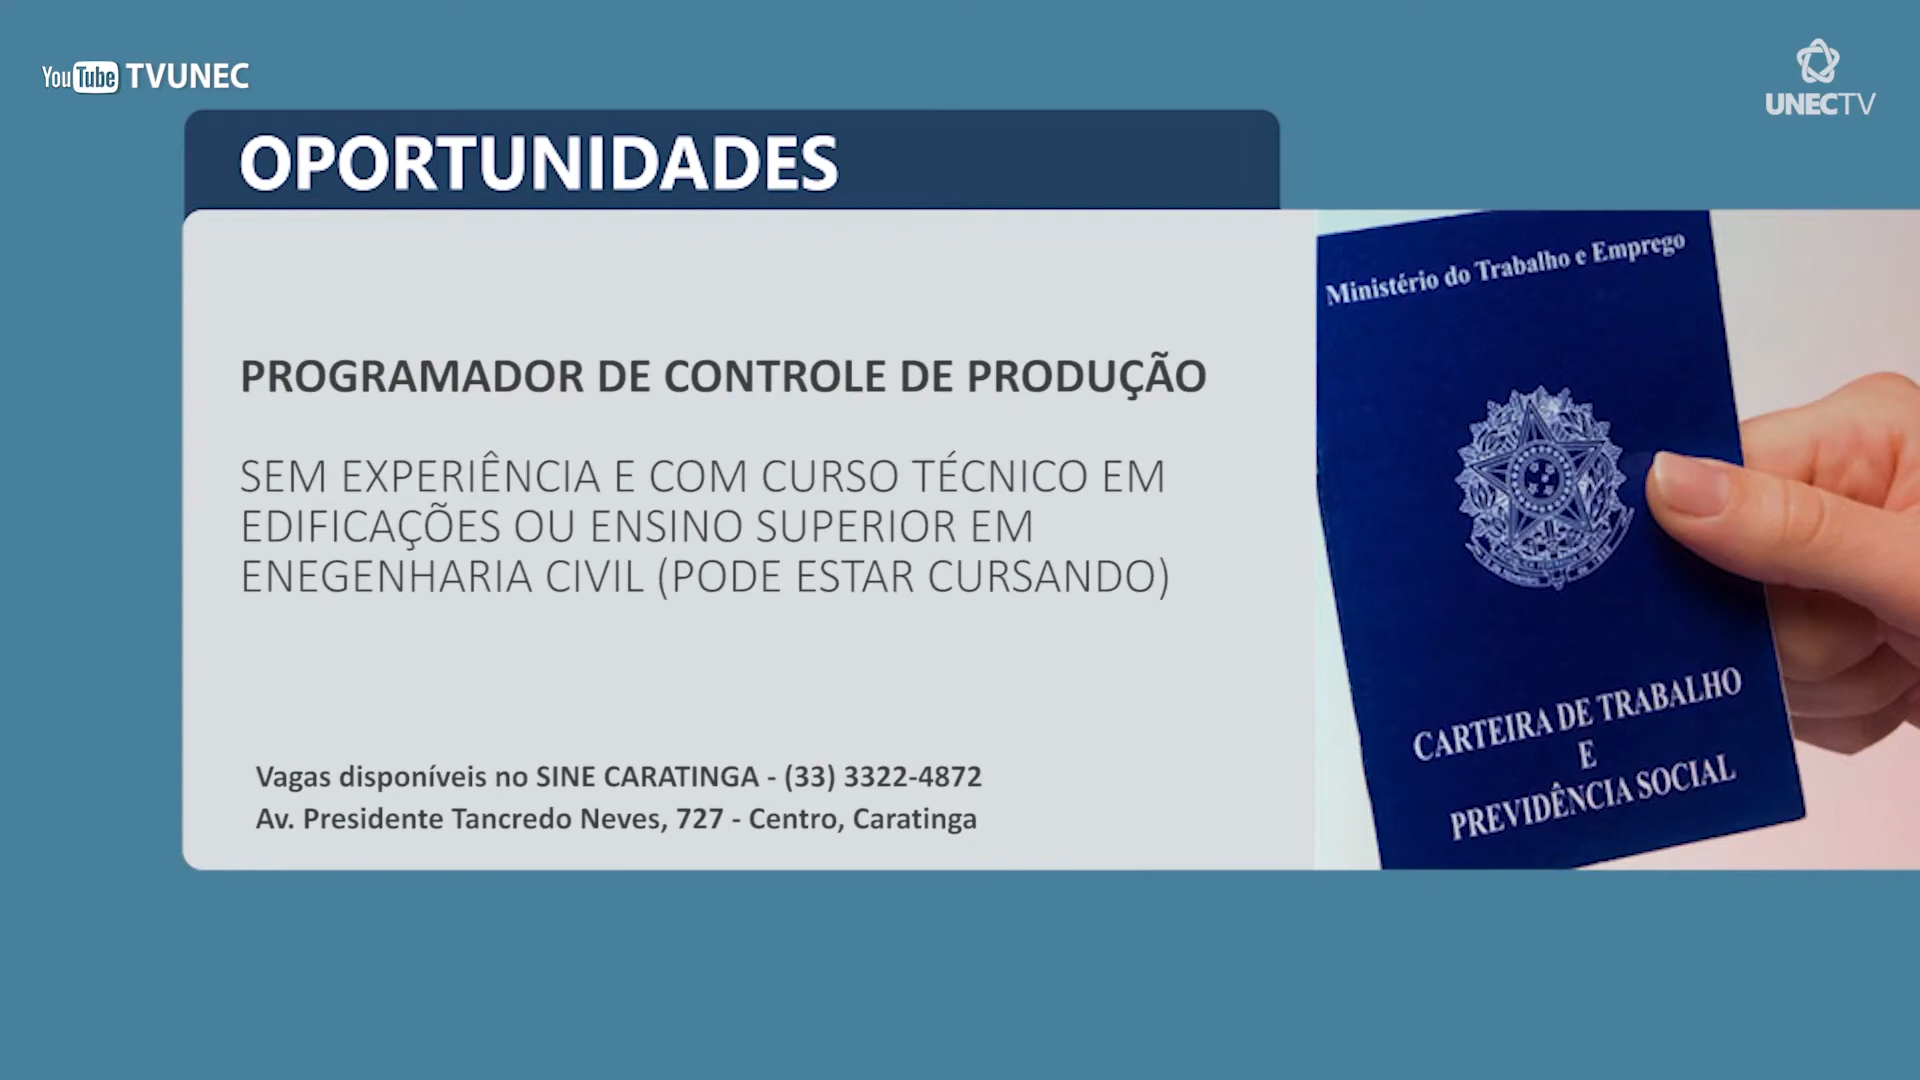 YouTube TVUNEC
UNECTV
OPORTUNIDADES
PROGRAMADOR DE CONTROLE DE PRODUÇÃO
SEM EXPERIÊNCIA E COM CURSO TÉCNICO EM
EDIFICAÇÕES OU ENSINO SUPERIOR EM
ENEGENHARIA CIVIL (PODE ESTAR CURSANDO)
Vagas disponíveis no SINE CARATINGA - (33) 3322-4872
Av. Presidente Tancredo Neves, 727 - Centro, Caratinga
Ministério do Trabalho e Emprego
CARTEIRA DE TRABALHO
E
PREVIDÊNCIA SOCIAL